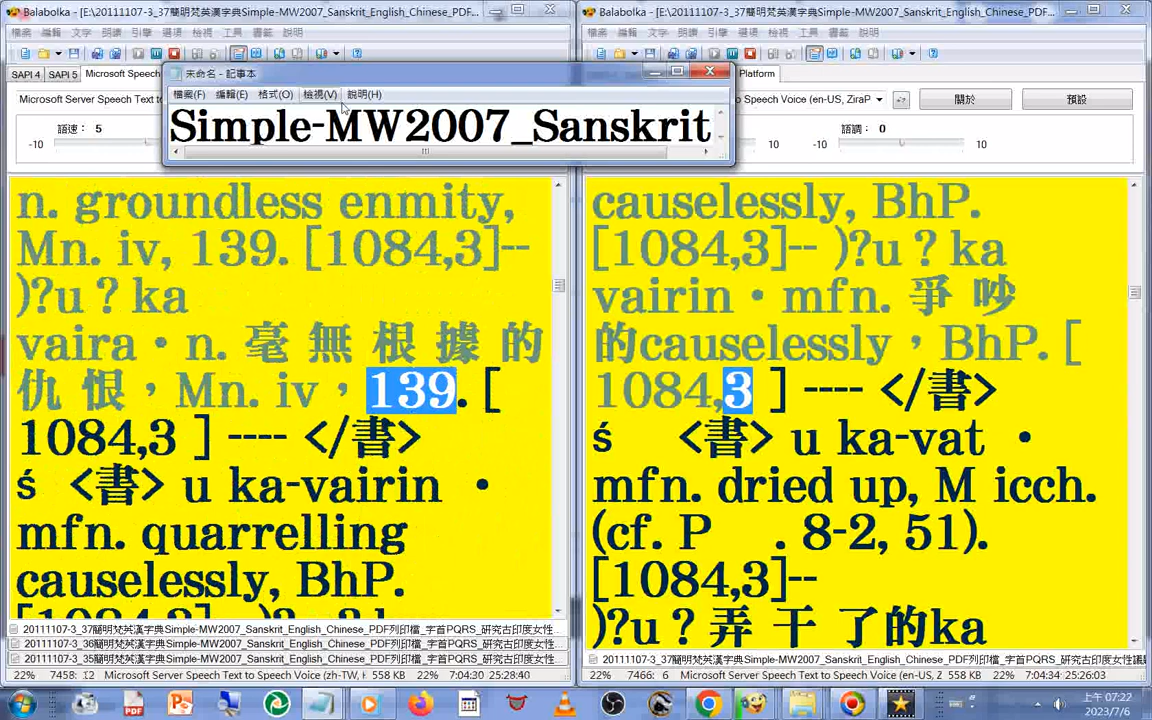 Balabolka - [E:\20111107-3_37簡明梵英漢字典Simple-MW2007_Sanskrit_English_Chinese_PDF...
檔案 編輯 文字 朗讀 引擎 選項 檢視 工具 書籤 說明
SAPI 4 SAPI 5 Microsoft Speech
Microsoft Server Speech Text to
語速： 5
-10
未命名 - 記事本
檔案(F) 編輯(E) 格式(O) 檢視(V) 說明(H)
Simple-MW2007_Sanskrit
n. groundless enmity,
Mn. iv, 139. [1084,3]--
)?u ? ka
vaira • n. 毫 無 根 據 的
仇 恨，Mn. iv，139. [
1084,3 ] ---- </書>
ś <書> u ka-vairin •
mfn. quarrelling
causelessly, BhP.
20111107-3_37簡明梵英漢字典Simple-MW2007_Sanskrit_English_Chinese_PDF列印檔_字首PQRS_研究古印度女性...
20111107-3_36簡明梵英漢字典Simple-MW2007_Sanskrit_English_Chinese_PDF列印檔_字首PQRS_研究古印度女性...
20111107-3_35簡明梵英漢字典Simple-MW2007_Sanskrit_English_Chinese_PDF列印檔_字首PQRS_研究古印度女性...
22% 7458: 12 Microsoft Server Speech Text to Speech Voice (zh-TW, H 558 KB 22% 7:04:30 25:28:40
Balabolka - [E:\20111107-3_37簡明梵英漢字典Simple-MW2007_Sanskrit_English_Chinese_PDF...
檔案 編輯 文字 朗讀 引擎 選項 檢視 工具 書籤 說明
Platform
Speech Voice (en-US, ZiraP 關於 預設
語調： 0
10 -10 10
causelessly, BhP.
[1084,3]-- )?u ? ka
vairin • mfn. 爭 吵
的causelessly，BhP. [
1084,3 ] ---- </書>
ś <書> u ka-vat •
mfn. dried up, M icch.
(cf. P . 8-2, 51).
[1084,3]--
)?u ? 弄 干 了的ka
20111107-3_37簡明梵英漢字典Simple-MW2007_Sanskrit_English_Chinese_PDF列印檔_字首PQRS_研究古印度女性議
22% 7466: 6 Microsoft Server Speech Text to Speech Voice (en-US, Z 558 KB 22% 7:04:34 25:26:03
上午 07:22
2023/7/6